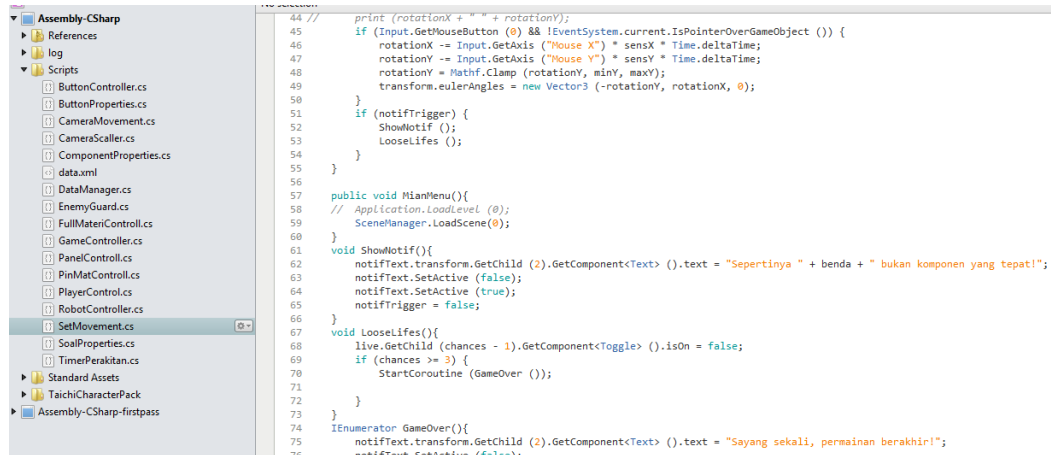 No selection
Assembly-CSharp
References
log
Scripts
ButtonController.cs
ButtonProperties.cs
CameraMovement.cs
CameraScaller.cs
ComponentProperties.cs
data.xml
DataManager.cs
EnemyGuard.cs
FullMateriControll.cs
GameController.cs
PanelControll.cs
PinMatControll.cs
PlayerControl.cs
RobotController.cs
SetMovement.cs
SoalProperties.cs
TimerPerakitan.cs
Standard Assets
TaichiCharacterPack
Assembly-CSharp-firstpass
44 // print (rotationX + " " + rotationY);
45 if (Input.GetMouseButton (0) && !EventSystem.current.IsPointerOverGameObject ()) {
46 rotationX -= Input.GetAxis ("Mouse X") * sensX * Time.deltaTime;
47 rotationY -= Input.GetAxis ("Mouse Y") * sensY * Time.deltaTime;
48 rotationY = Mathf.Clamp (rotationY, minY, maxY);
49 transform.eulerAngles = new Vector3 (-rotationY, rotationX, 0);
50 }
51 if (notifTrigger) {
52 ShowNotif ();
53 LooseLifes ();
54 }
55 }
56
57 public void MianMenu(){
58 // Application.LoadLevel (0);
59 SceneManager.LoadScene(0);
60 }
61 void ShowNotif(){
62 notifText.transform.GetChild (2).GetComponent<Text> ().text = "Sepertinya " + benda + " bukan komponen yang tepat!";
63 notifText.SetActive (false);
64 notifText.SetActive (true);
65 notifTrigger = false;
66 }
67 void LooseLifes(){
68 live.GetChild (chances - 1).GetComponent<Toggle> ().isOn = false;
69 if (chances >= 3) {
70 StartCoroutine (GameOver ());
71
72 }
73 }
74 IEnumerator GameOver(){
75 notifText.transform.GetChild (2).GetComponent<Text> ().text = "Sayang sekali, permainan berakhir!";
76 notifText.SetActive (false);